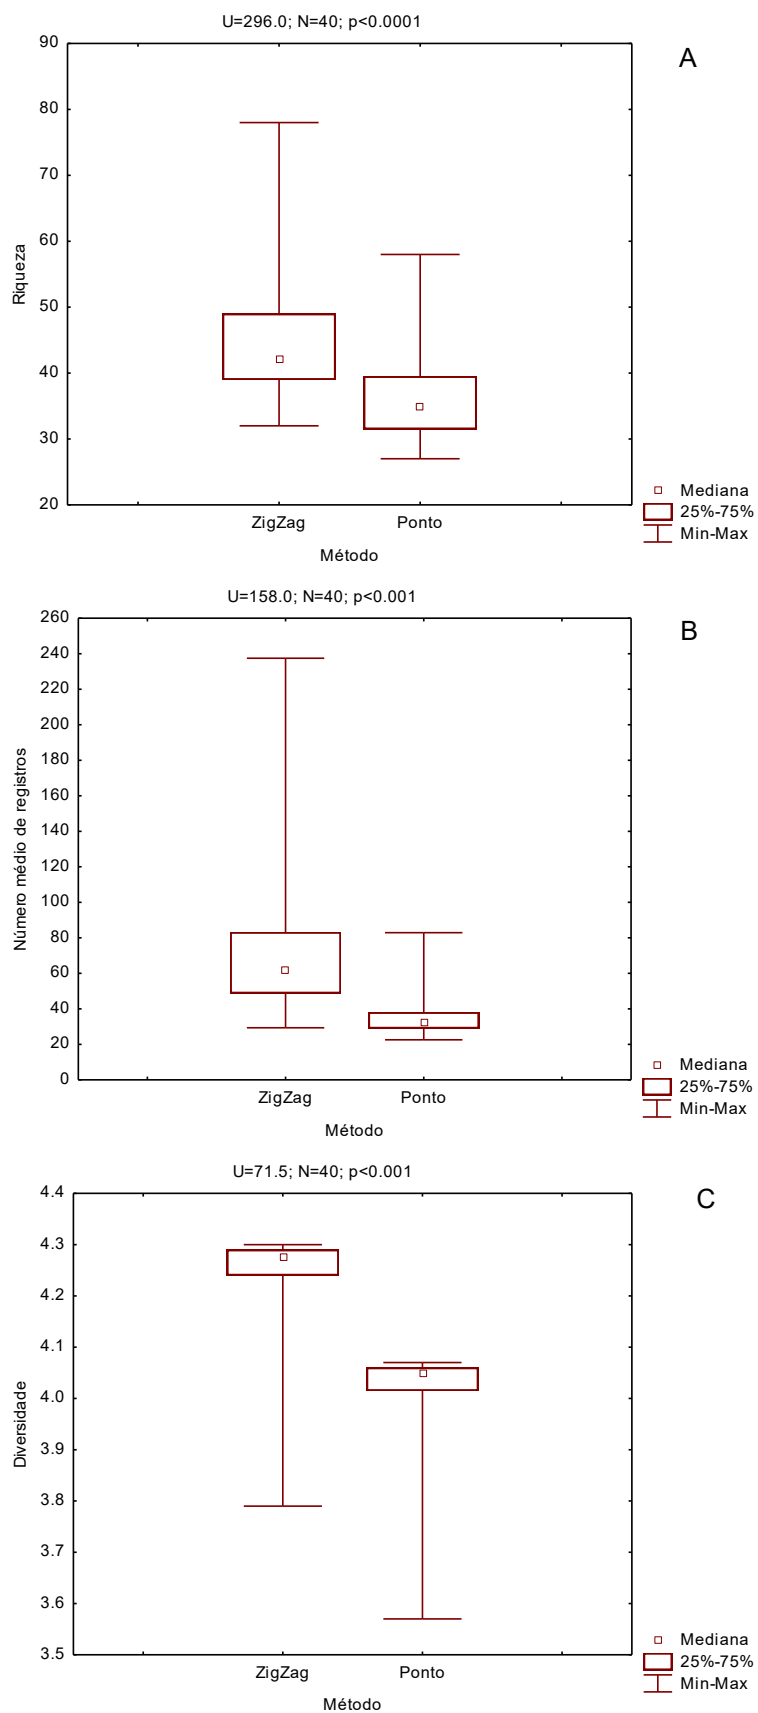 U=296.0; N=40; p<0.0001
A
90
80
70
60
50
40
30
20
Riqueza
ZigZag
Ponto
Método
Mediana
25%-75%
Min-Max
U=158.0; N=40; p<0.001
B
260
240
220
200
180
160
140
120
100
80
60
40
20
0
Número médio de registros
ZigZag
Ponto
Método
Mediana
25%-75%
Min-Max
U=71.5; N=40; p<0.001
C
4.4
4.3
4.2
4.1
4.0
3.9
3.8
3.7
3.6
3.5
Diversidade
ZigZag
Ponto
Método
Mediana
25%-75%
Min-Max